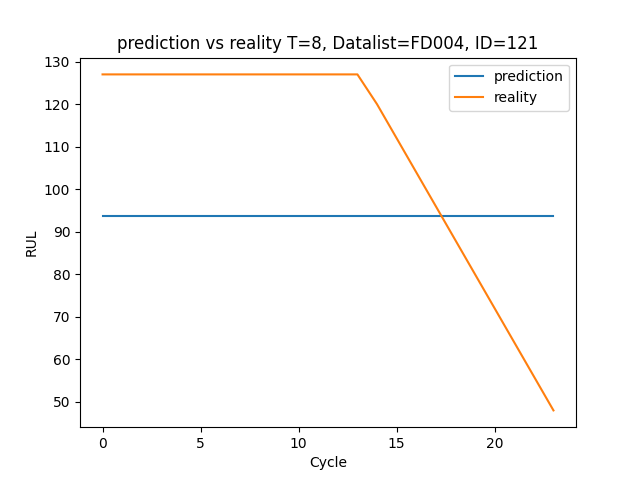 prediction vs reality T=8, Datalist=FD004, ID=121
prediction
reality
RUL
130
120
110
100
90
80
70
60
50
0 5 10 15 20
Cycle